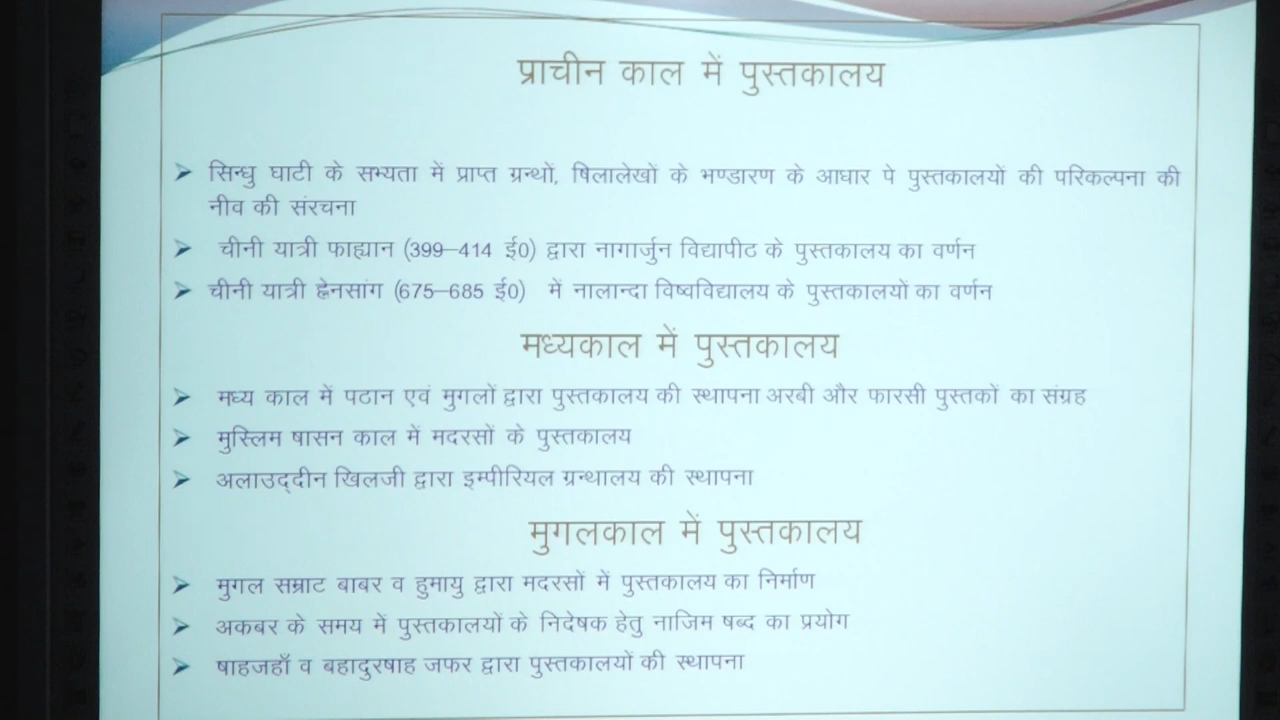 प्राचीन काल में पुस्तकालय
सिन्धु घाटी के सभ्यता में प्राप्त ग्रन्थों, षिलालेखों के भण्डारण के आधार पे पुस्तकालयों की परिकल्पना की
नीव की संरचना
चीनी यात्री फाह्यान (399–414 ई0) द्वारा नागार्जुन विद्यापीट के पुस्तकालय का वर्णन
चीनी यात्री ह्वेनसांग (675–685 ई0) में नालान्दा विष्वविद्यालय के पुस्तकालयों का वर्णन
मध्यकाल में पुस्तकालय
मध्य काल में पटान एवं मुगलों द्वारा पुस्तकालय की स्थापना अरबी और फारसी पुस्तकों का संग्रह
मुस्लिम षासन काल में मदरसों के पुस्तकालय
अलाउद्दीन खिलजी द्वारा इम्पीरियल ग्रन्थालय की स्थापना
मुगलकाल में पुस्तकालय
मुगल सम्राट बाबर व हुमायु द्वारा मदरसों में पुस्तकालय का निर्माण
अकबर के समय में पुस्तकालयों के निदेषक हेतु नाजिम षब्द का प्रयोग
षाहजहाँ व बहादुरषाह जफर द्वारा पुस्तकालयों की स्थापना